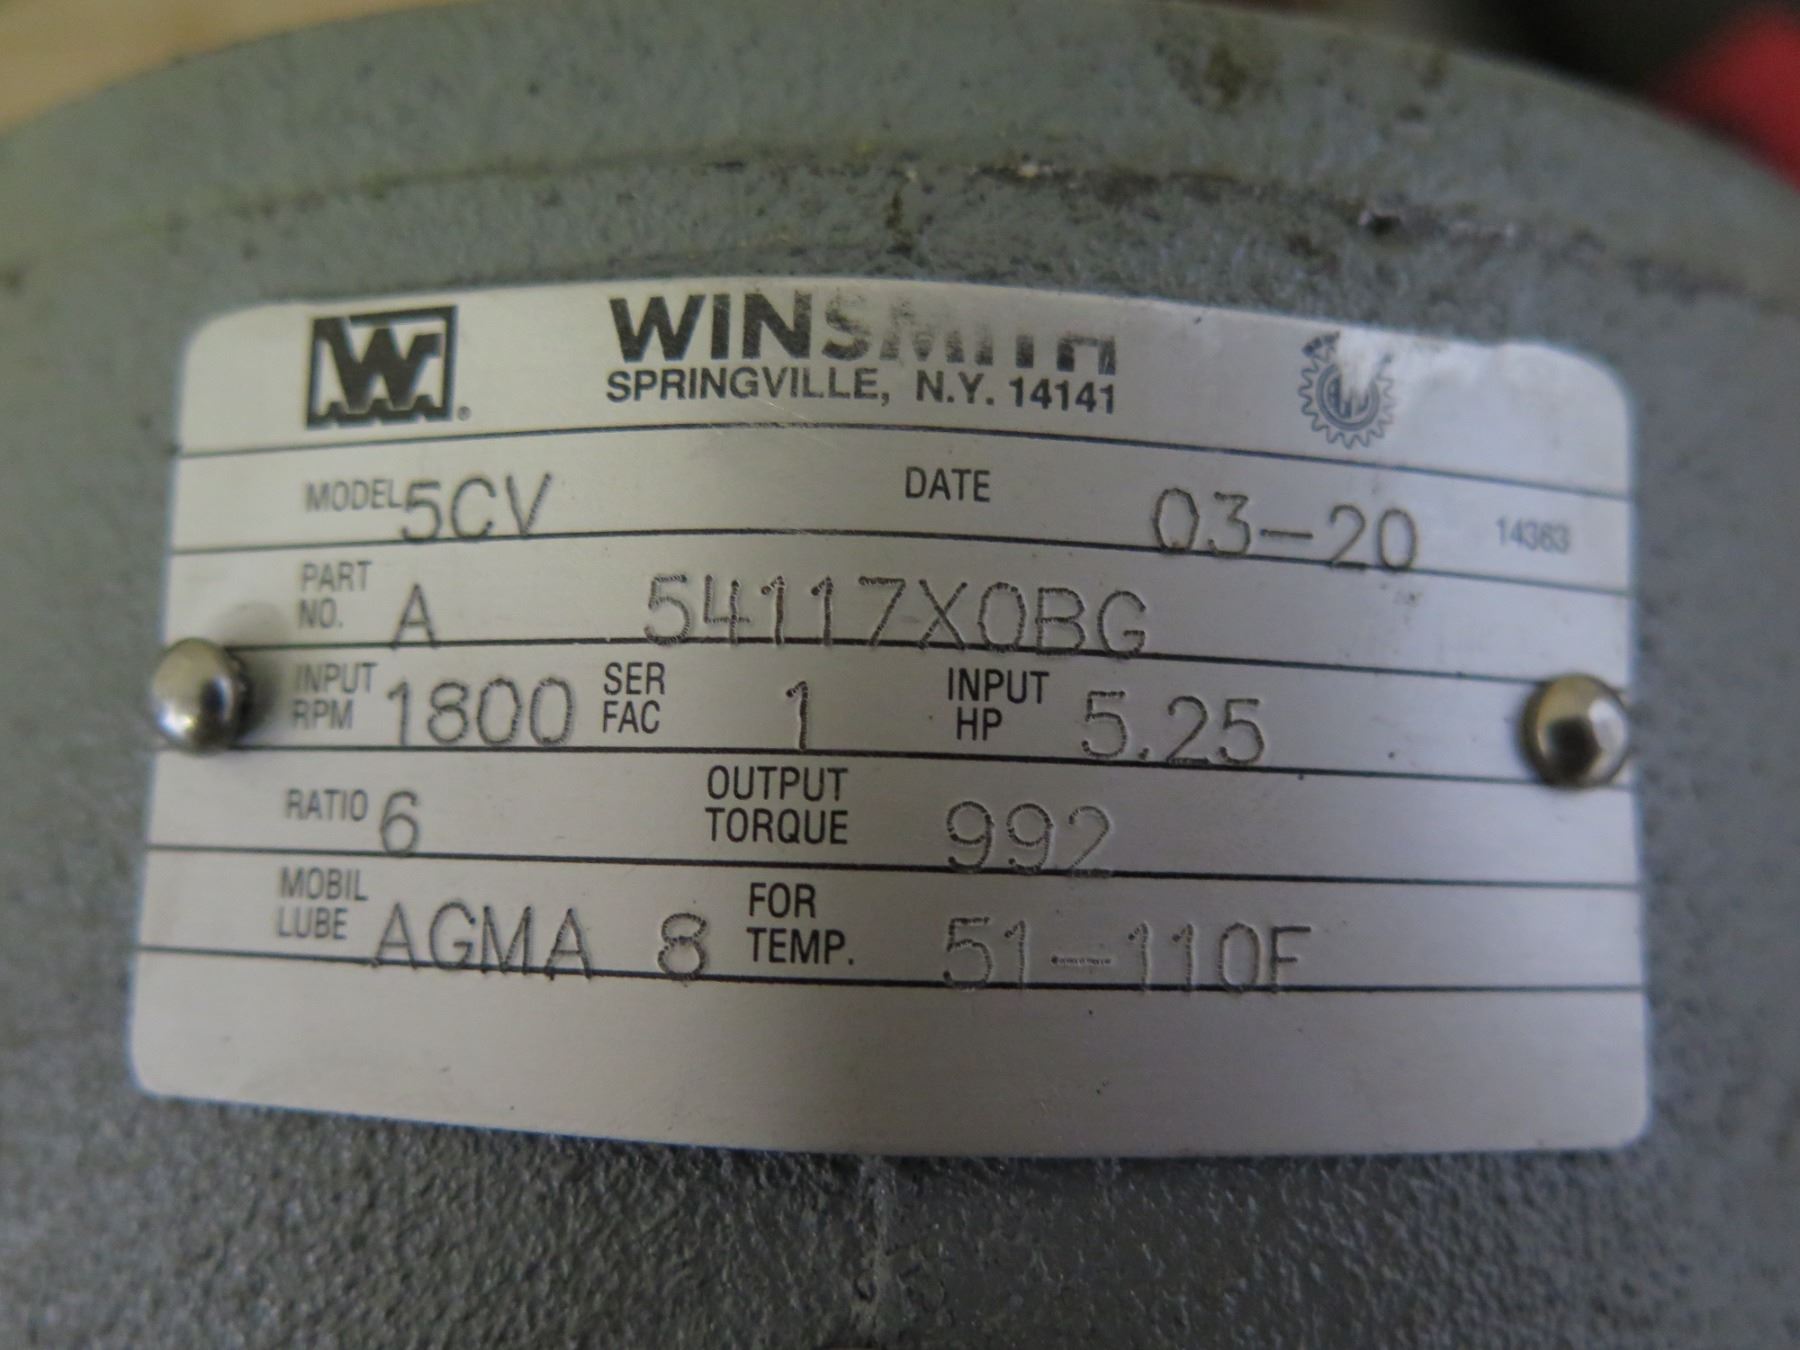 W®
WINSMITH
SPRINGVILLE, N.Y. 14141
MODEL 5CV DATE 03-20 14363
PART NO. A 54117X0BG
INPUT RPM 1800 SER FAC 1 INPUT HP 5.25
RATIO 6 OUTPUT TORQUE 992
MOBIL LUBE AGMA 8 FOR TEMP. 51-110F